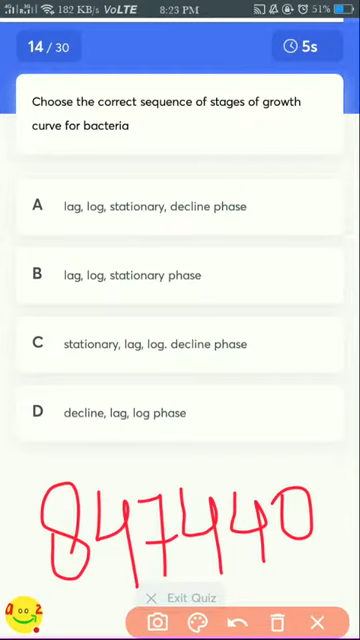 182 KB/s VoLTE 8:23 PM 51%
14 / 30 5s
Choose the correct sequence of stages of growth
curve for bacteria
A lag, log, stationary, decline phase
B lag, log, stationary phase
C stationary, lag, log. decline phase
D decline, lag, log phase
847440
Exit Quiz
a z